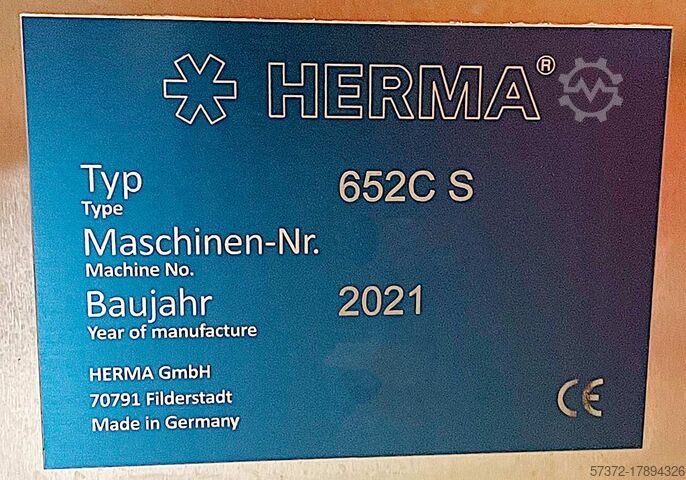 HERMA®
Typ 652C S
Type
Maschinen-Nr.
Machine No.
Baujahr 2021
Year of manufacture
HERMA GmbH
70791 Filderstadt
Made in Germany
CE
57372-17894326